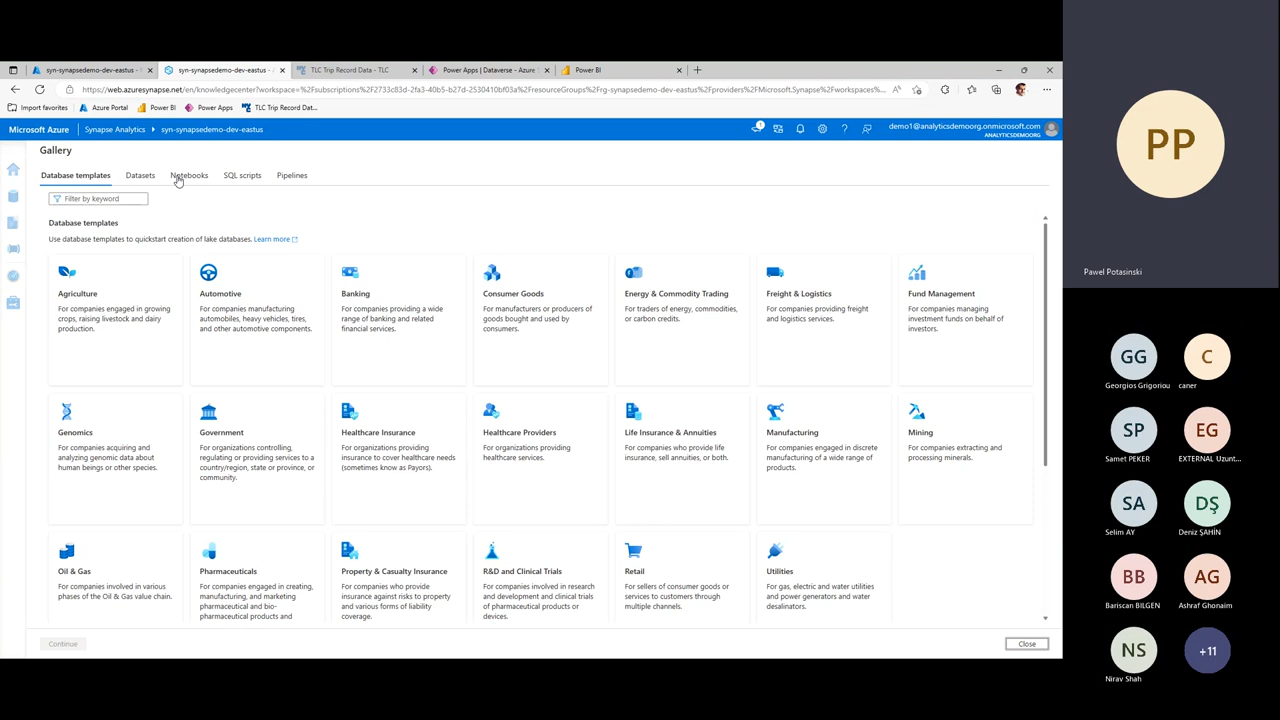 syn-synapsedemo-dev-eastus -
syn-synapsedemo-dev-eastus -
TLC Trip Record Data - TLC
Power Apps | Dataverse - Azure
Power BI
Import favorites
Azure Portal
Power BI
Power Apps
TLC Trip Record Dat...
Microsoft Azure
Synapse Analytics
syn-synapsedemo-dev-eastus
1
demo1@analyticsdemoorg.onmicrosoft.com
ANALYTICSDEMOORG
Gallery
Database templates
Datasets
Notebooks
SQL scripts
Pipelines
Filter by keyword
Database templates
Use database templates to quickstart creation of lake databases. Learn more
Agriculture
For companies engaged in growing
crops, raising livestock and dairy
production.
Automotive
For companies manufacturing
automobiles, heavy vehicles, tires,
and other automotive components.
Banking
For companies providing a wide
range of banking and related
financial services.
Consumer Goods
For manufacturers or producers of
goods bought and used by
consumers.
Energy & Commodity Trading
For traders of energy, commodities,
or carbon credits.
Freight & Logistics
For companies providing freight
and logistics services.
Fund Management
For companies managing
investment funds on behalf of
investors.
Genomics
For companies acquiring and
analyzing genomic data about
human beings or other species.
Government
For organizations controlling,
regulating or providing services to a
country/region, state or province, or
community.
Healthcare Insurance
For organizations providing
insurance to cover healthcare needs
(sometimes know as Payors).
Healthcare Providers
For organizations providing
healthcare services.
Life Insurance & Annuities
For companies who provide life
insurance, sell annuities, or both.
Manufacturing
For companies engaged in discrete
manufacturing of a wide range of
products.
Mining
For companies extracting and
processing minerals.
Oil & Gas
For companies involved in various
phases of the Oil & Gas value chain.
Pharmaceuticals
For companies engaged in creating,
manufacturing, and marketing
pharmaceutical and bio-
pharmaceutical products and
Property & Casualty Insurance
For companies who provide
insurance against risks to property
and various forms of liability
coverage.
R&D and Clinical Trials
For companies involved in research
and development and clinical trials
of pharmaceutical products or
devices.
Retail
For sellers of consumer goods or
services to customers through
multiple channels.
Utilities
For gas, electric and water utilities
and power generators and water
desalinators.
Continue
Close
PP
Pawel Potasinski
GG
Georgios Grigoriou
C
caner
SP
Samet PEKER
EG
EXTERNAL Uzunt...
SA
Selim AY
DŞ
Deniz ŞAHİN
BB
Bariscan BILGEN
AG
Ashraf Ghonaim
NS
Nirav Shah
+11